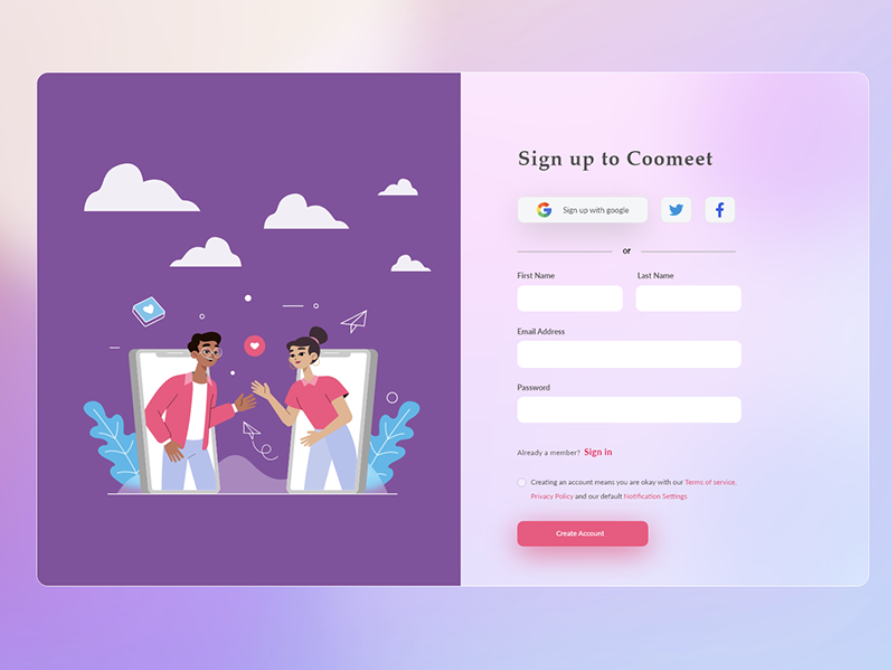 Sign up to Coomeet
Sign up with google
or
First Name
Last Name
Email Address
Password
Already a member? Sign in
Creating an account means you are okay with our Terms of service,
Privacy Policy and our default Notification Settings
Create Account